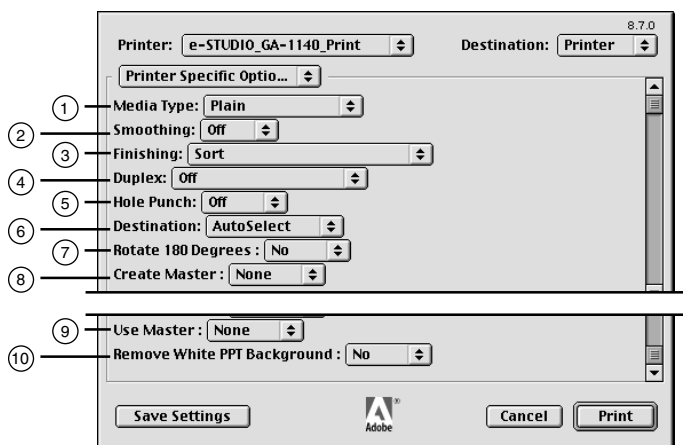 8.7.0
Printer: e-STUDIO_GA-1140_Print Destination: Printer
Printer Specific Optio...
1 Media Type: Plain
2 Smoothing: Off
3 Finishing: Sort
4 Duplex: Off
5 Hole Punch: Off
6 Destination: AutoSelect
7 Rotate 180 Degrees : No
8 Create Master : None
9 Use Master : None
10 Remove White PPT Background : No
Save Settings Adobe ® Cancel Print